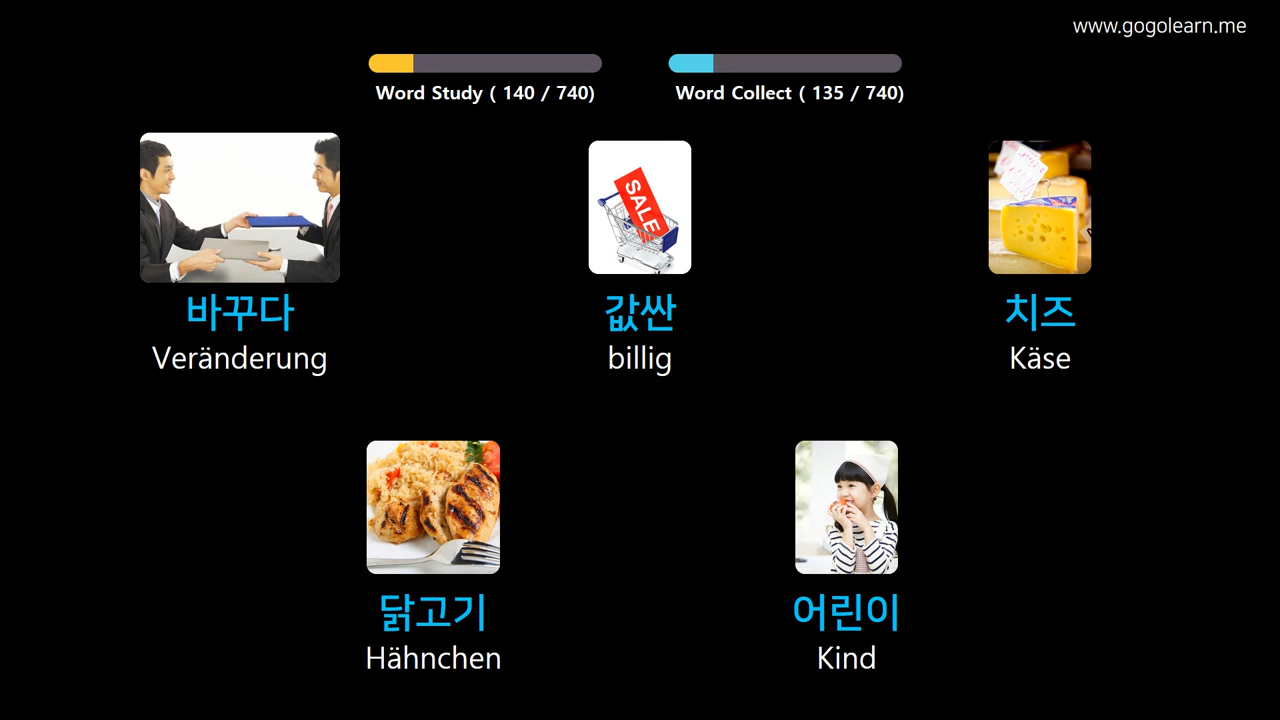 www.gogolearn.me
Word Study ( 140 / 740)
Word Collect ( 135 / 740)
SALE
바꾸다
Veränderung
값싼
billig
치즈
Käse
닭고기
Hähnchen
어린이
Kind